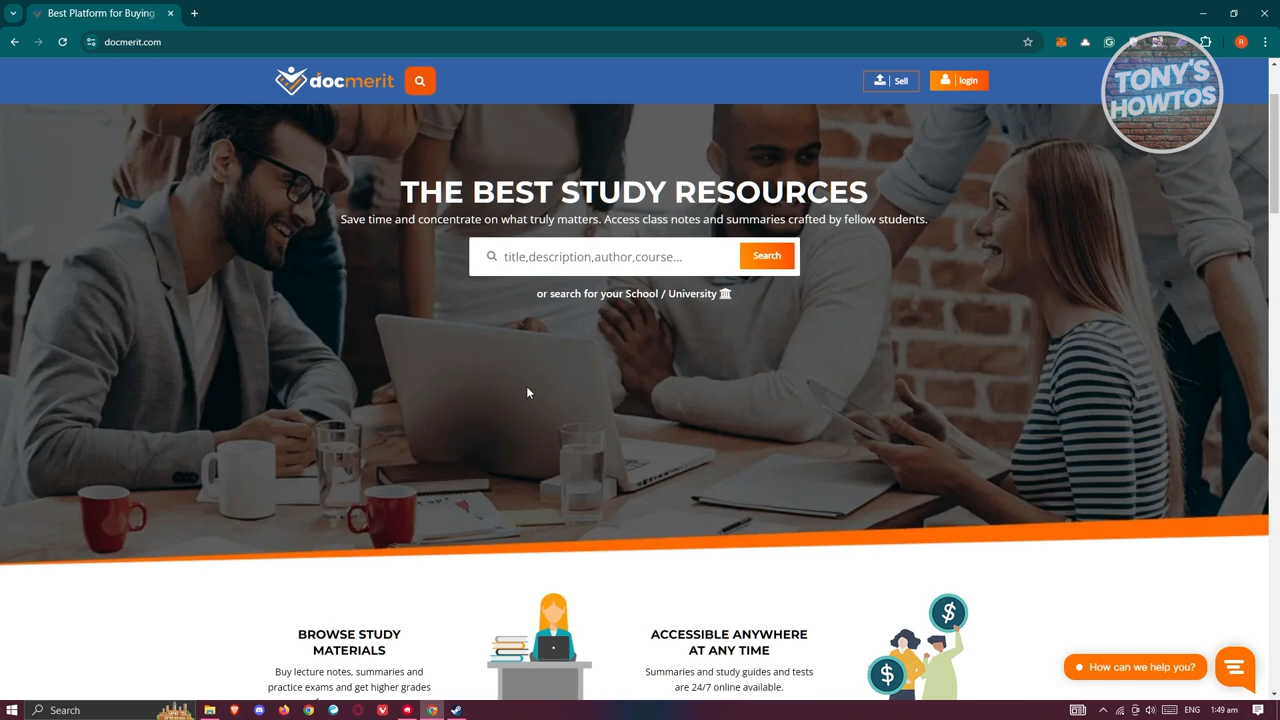 Best Platform for Buying
docmerit.com
R
docmerit
Sell
login
TONY'S
HOWTOS
THE BEST STUDY RESOURCES
Save time and concentrate on what truly matters. Access class notes and summaries crafted by fellow students.
title,description,author,course...
Search
or search for your School / University
BROWSE STUDY
MATERIALS
Buy lecture notes, summaries and
practice exams and get higher grades
ACCESSIBLE ANYWHERE
AT ANY TIME
Summaries and study guides and tests
are 24/7 online available.
$
$
How can we help you?
Search
ENG
1:49 am